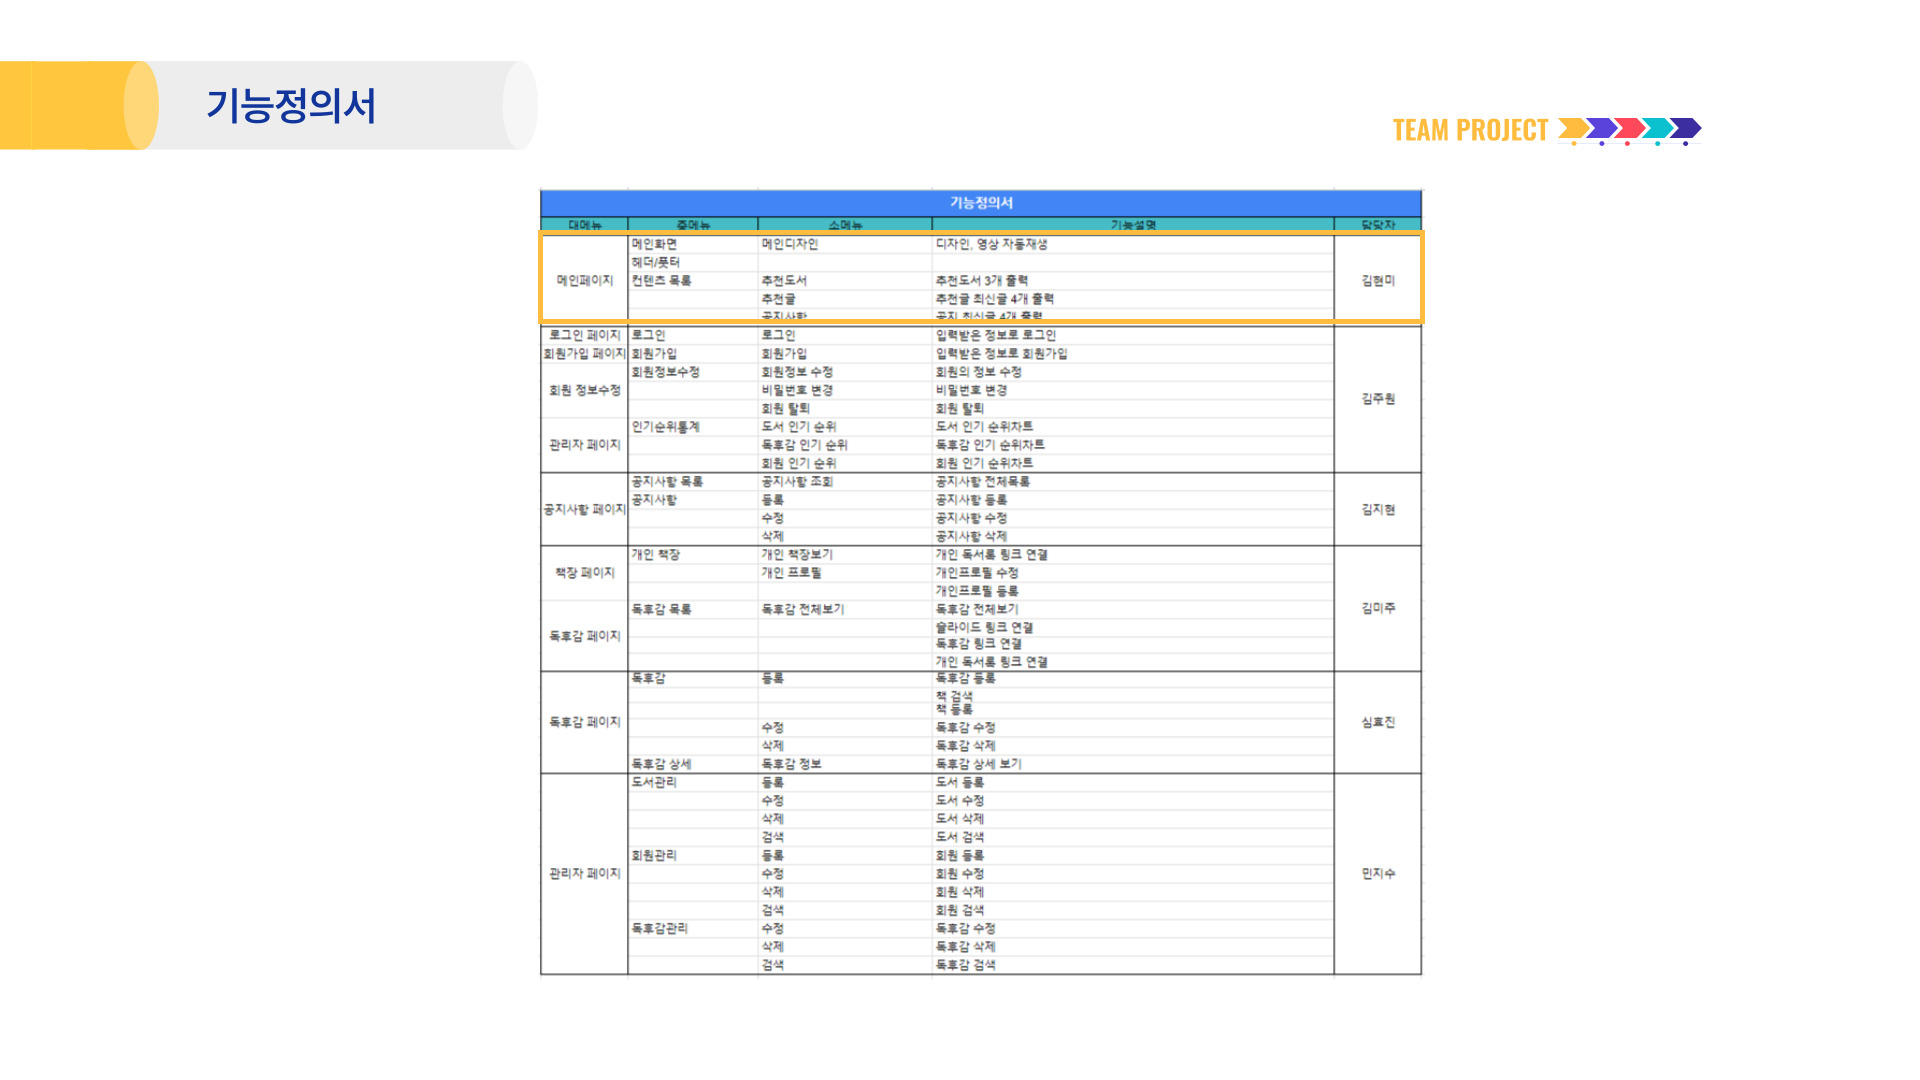 기능정의서
TEAM PROJECT
기능정의서
대메뉴 중메뉴 소메뉴 기능설명 담당자
메인페이지 메인화면 메인디자인 디자인, 영상 자동재생 김현미
헤더/풋터
컨텐츠 목록 추천도서 추천도서 3개 출력
추천글 추천글 최신글 4개 출력
공지사항 공지 최신글 4개 출력
로그인 페이지 로그인 로그인 입력받은 정보로 로그인 김주원
회원가입 페이지 회원가입 회원가입 입력받은 정보로 회원가입
회원 정보수정 회원정보수정 회원정보 수정 회원의 정보 수정
비밀번호 변경 비밀번호 변경
회원 탈퇴 회원 탈퇴
관리자 페이지 인기순위통계 도서 인기 순위 도서 인기 순위차트
독후감 인기 순위 독후감 인기 순위차트
회원 인기 순위 회원 인기 순위차트
공지사항 페이지 공지사항 목록 공지사항 조회 공지사항 전체목록 김지현
공지사항 등록 공지사항 등록
수정 공지사항 수정
삭제 공지사항 삭제
책장 페이지 개인 책장 개인 책장보기 개인 독서록 링크 연결 김미주
개인 프로필 개인프로필 수정
개인프로필 등록
독후감 페이지 독후감 목록 독후감 전체보기 독후감 전체보기
슬라이드 링크 연결
독후감 링크 연결
개인 독서록 링크 연결
독후감 페이지 독후감 등록 독후감 등록 심효진
책 검색
책 등록
수정 독후감 수정
삭제 독후감 삭제
독후감 상세 독후감 정보 독후감 상세 보기
관리자 페이지 도서관리 등록 도서 등록 민지수
수정 도서 수정
삭제 도서 삭제
검색 도서 검색
회원관리 등록 회원 등록
수정 회원 수정
삭제 회원 삭제
검색 회원 검색
독후감관리 수정 독후감 수정
삭제 독후감 삭제
검색 독후감 검색